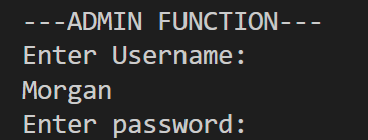 ---ADMIN FUNCTION---
Enter Username:
Morgan
Enter password: